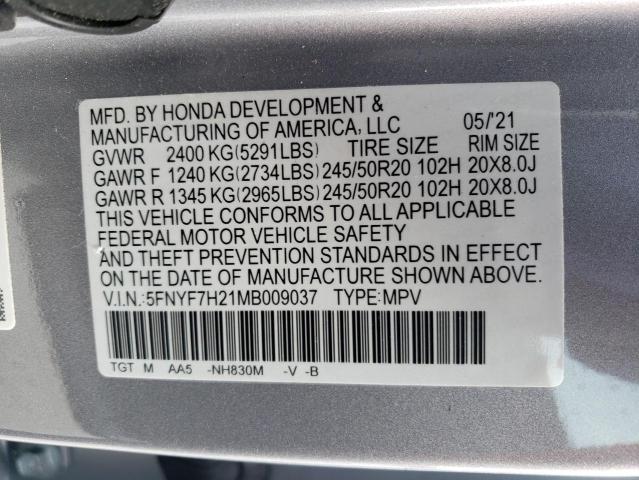 MFD. BY HONDA DEVELOPMENT &
MANUFACTURING OF AMERICA, LLC 05/'21
GVWR 2400 KG(5291LBS) TIRE SIZE RIM SIZE
GAWR F 1240 KG(2734LBS) 245/50R20 102H 20X8.0J
GAWR R 1345 KG(2965LBS) 245/50R20 102H 20X8.0J
THIS VEHICLE CONFORMS TO ALL APPLICABLE
FEDERAL MOTOR VEHICLE SAFETY
AND THEFT PREVENTION STANDARDS IN EFFECT
ON THE DATE OF MANUFACTURE SHOWN ABOVE.
V.I.N.:5FNYF7H21MB009037 TYPE:MPV
TGT M AA5 -NH830M -V -B